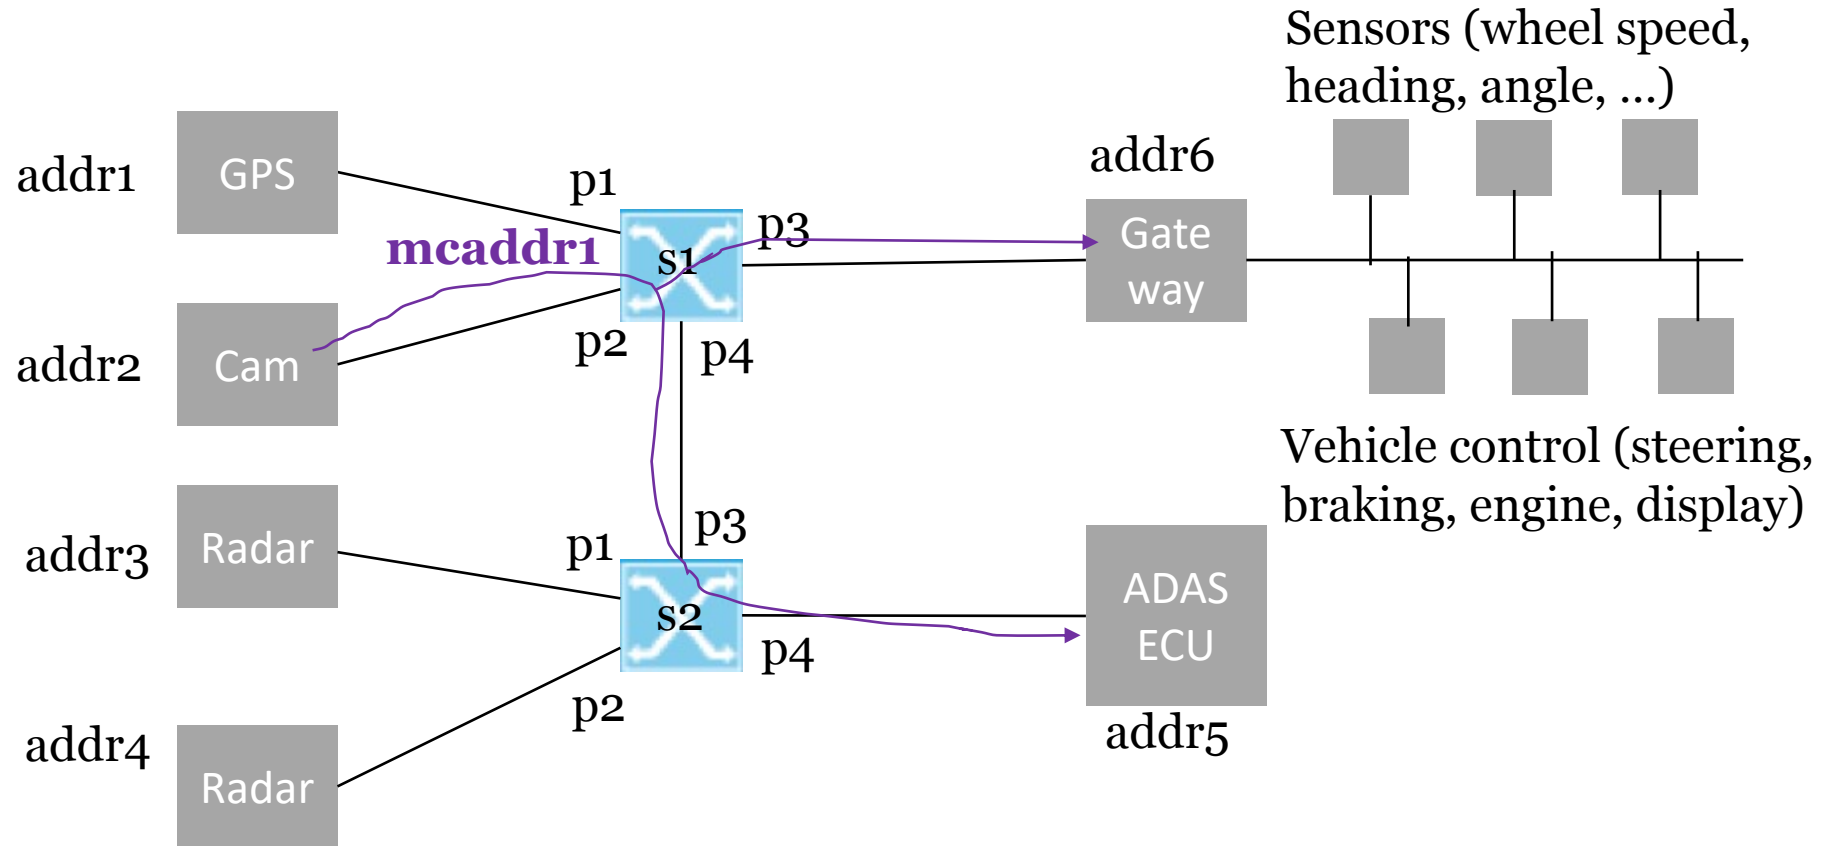 Sensors (wheel speed,
heading, angle, ...)
addr1
GPS
p1
addr6
mcaddr1
s1
p3
Gate
way
addr2
Cam
p2
p4
Vehicle control (steering,
braking, engine, display)
addr3
Radar
p1
p3
s2
p4
ADAS
ECU
addr5
p2
addr4
Radar